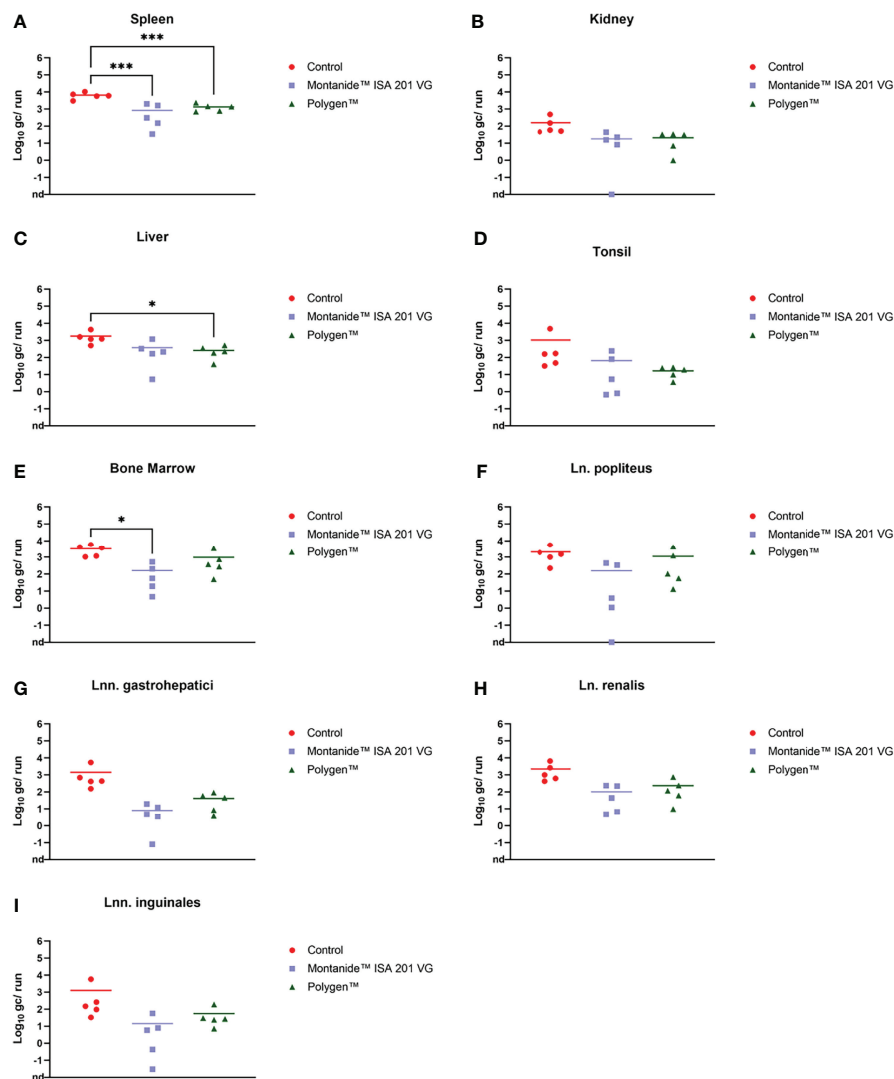 A
Spleen
***
***
6
5
4
3
2
1
0
-1
nd
Log10 gc/ run
Control
Montanide™ ISA 201 VG
Polygen™
B
Kidney
6
5
4
3
2
1
0
-1
nd
Log10 gc/ run
Control
Montanide™ ISA 201 VG
Polygen™
C
Liver
*
6
5
4
3
2
1
0
-1
nd
Log10 gc/ run
Control
Montanide™ ISA 201 VG
Polygen™
D
Tonsil
6
5
4
3
2
1
0
-1
nd
Log10 gc/ run
Control
Montanide™ ISA 201 VG
Polygen™
E
Bone Marrow
*
6
5
4
3
2
1
0
-1
nd
Log10 gc/ run
Control
Montanide™ ISA 201 VG
Polygen™
F
Ln. popliteus
6
5
4
3
2
1
0
-1
nd
Log10 gc/ run
Control
Montanide™ ISA 201 VG
Polygen™
G
Lnn. gastrohepatici
6
5
4
3
2
1
0
-1
nd
Log10 gc/ run
Control
Montanide™ ISA 201 VG
Polygen™
H
Ln. renalis
6
5
4
3
2
1
0
-1
nd
Log10 gc/ run
Control
Montanide™ ISA 201 VG
Polygen™
I
Lnn. inguinales
6
5
4
3
2
1
0
-1
nd
Log10 gc/ run
Control
Montanide™ ISA 201 VG
Polygen™